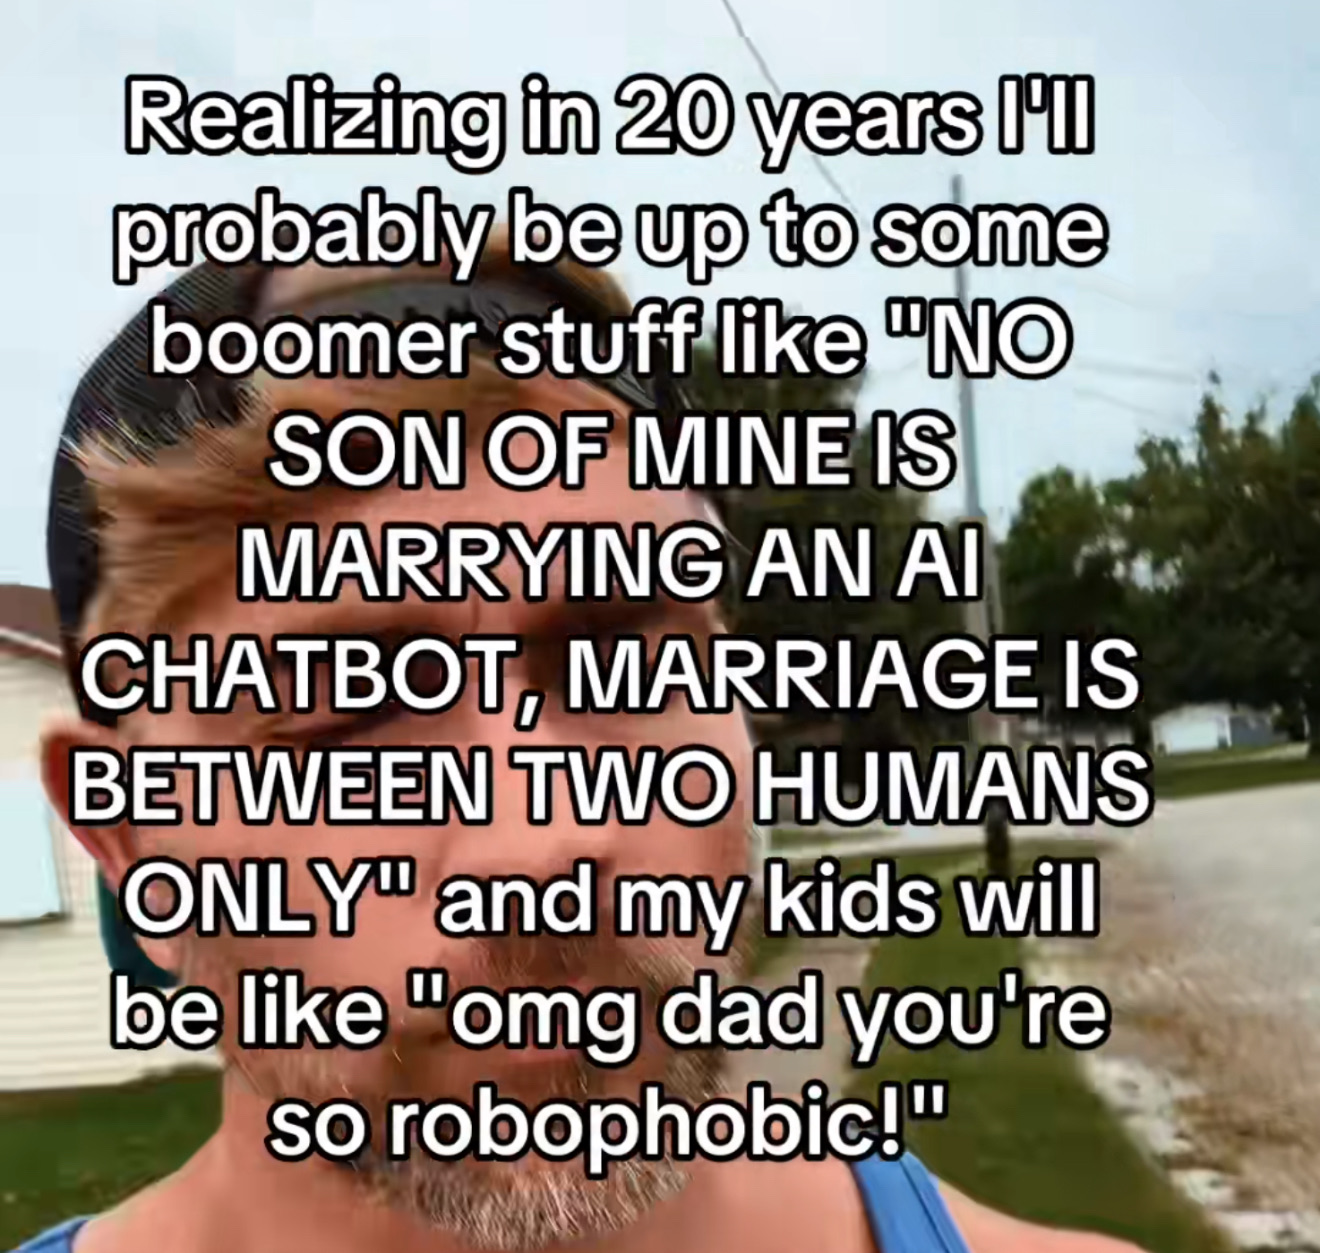 Realizing in 20 years I'll
probably be up to some
boomer stuff like "NO
SON OF MINE IS
MARRYING AN AI
CHATBOT, MARRIAGE IS
BETWEEN TWO HUMANS
ONLY" and my kids will
be like "omg dad you're
so robophobic!"